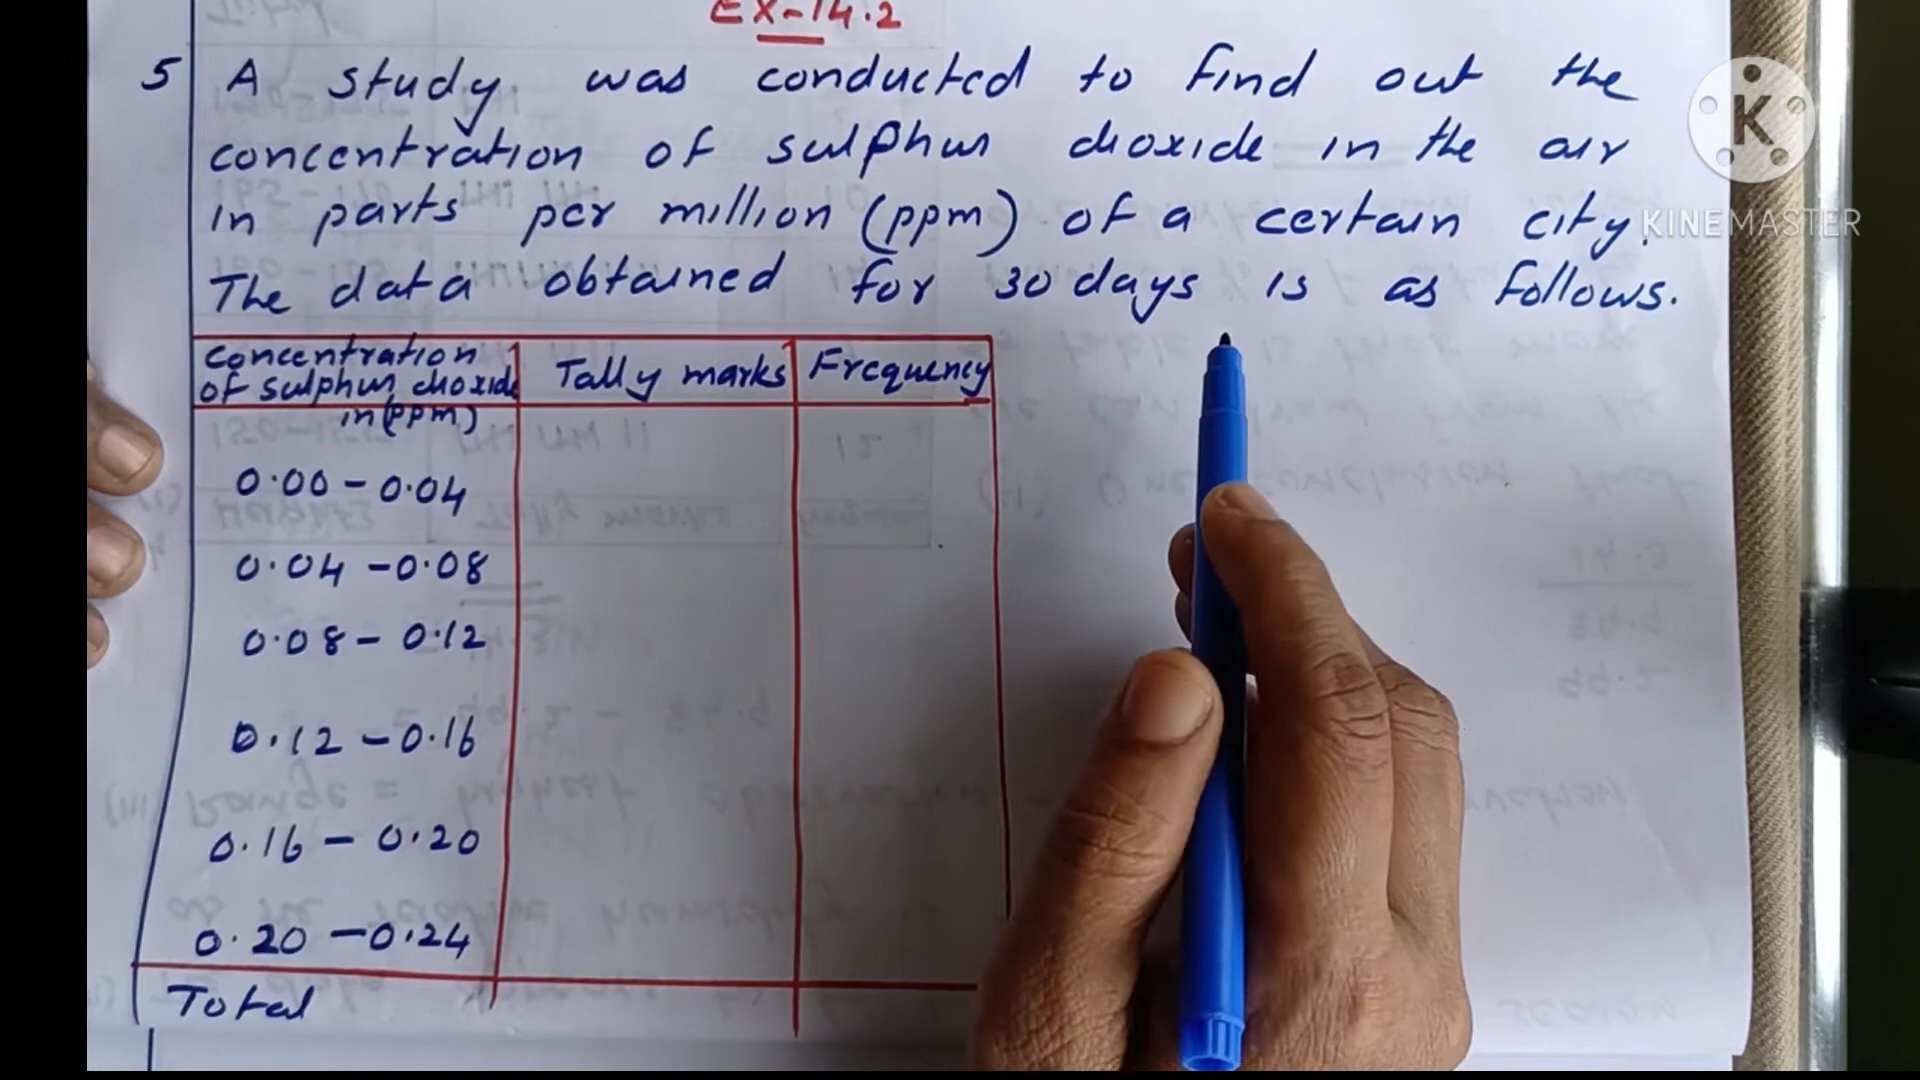 EX-14.2
5 A study was conducted to find out the
concentration of sulphur dioxide in the air
in parts per million (ppm) of a certain city.
The data obtained for 30 days is as follows.
Concentration of sulphur dioxide in (ppm) Tally marks Frequency
0.00 - 0.04
0.04 - 0.08
0.08 - 0.12
0.12 - 0.16
0.16 - 0.20
0.20 - 0.24
Total
K
KINEMASTER